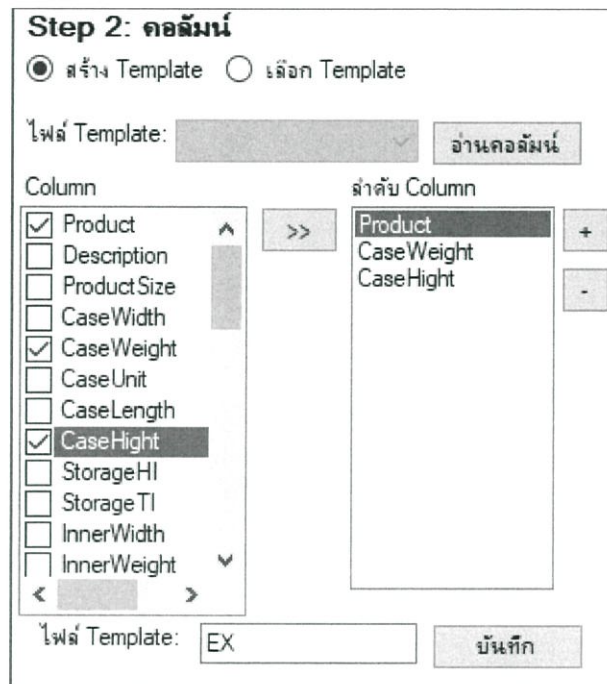 Step 2: คอลัมน์
สร้าง Template เลือก Template
ไฟล์ Template: อ่านคอลัมน์
Column
Product
Description
ProductSize
CaseWidth
CaseWeight
CaseUnit
CaseLength
CaseHight
StorageHI
StorageTI
InnerWidth
InnerWeight
>>
ลำดับ Column
Product
CaseWeight
CaseHight
+
-
ไฟล์ Template: EX บันทึก